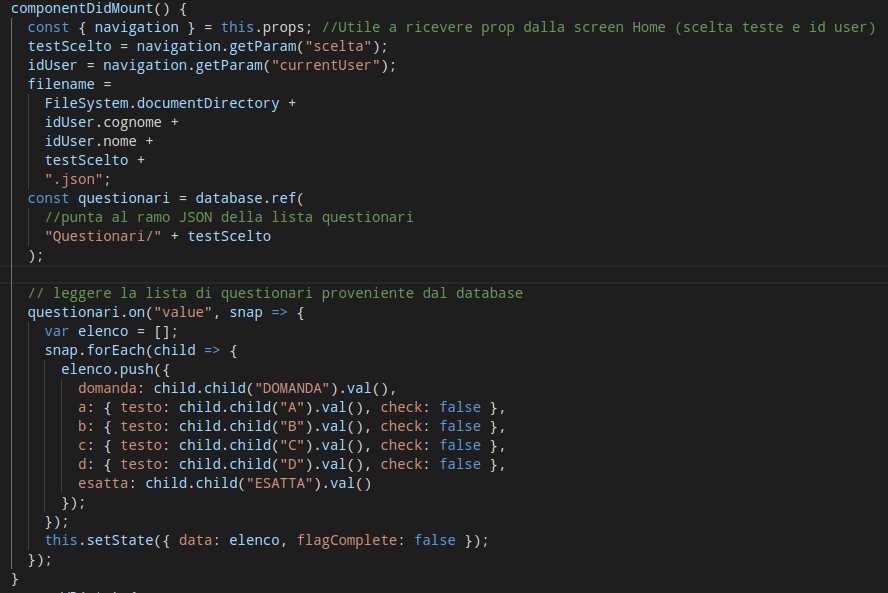 componentDidMount() {
const { navigation } = this.props; //Utile a ricevere prop dalla screen Home (scelta teste e id user)
testScelto = navigation.getParam("scelta");
idUser = navigation.getParam("currentUser");
filename =
FileSystem.documentDirectory +
idUser.cognome +
idUser.nome +
testScelto +
".json";
const questionari = database.ref(
//punta al ramo JSON della lista questionari
"Questionari/" + testScelto
);
// leggere la lista di questionari proveniente dal database
questionari.on("value", snap => {
var elenco = [];
snap.forEach(child => {
elenco.push({
domanda: child.child("DOMANDA").val(),
a: { testo: child.child("A").val(), check: false },
b: { testo: child.child("B").val(), check: false },
c: { testo: child.child("C").val(), check: false },
d: { testo: child.child("D").val(), check: false },
esatta: child.child("ESATTA").val()
});
});
this.setState({ data: elenco, flagComplete: false });
});
}